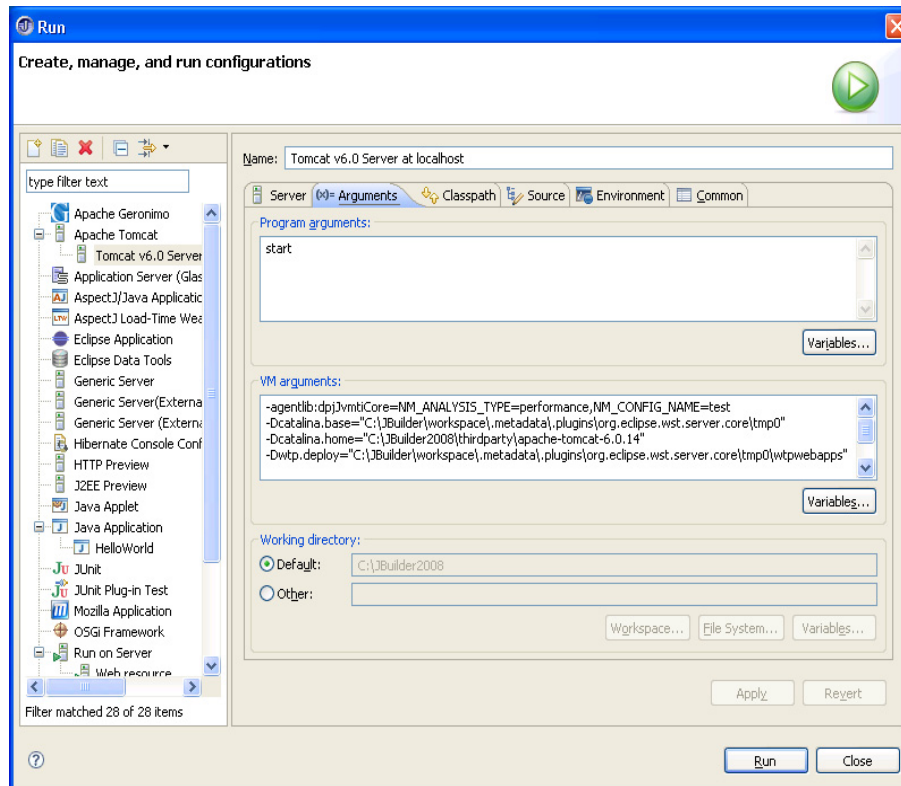 Run
Create, manage, and run configurations
type filter text
Apache Geronimo
Apache Tomcat
Tomcat v6.0 Server
Application Server (Glas
AspectJ/Java Applicatic
AspectJ Load-Time Wea
Eclipse Application
Eclipse Data Tools
Generic Server
Generic Server(Externa
Generic Server (Externa
Hibernate Console Conf
HTTP Preview
J2EE Preview
Java Applet
Java Application
HelloWorld
JUnit
JUnit Plug-in Test
Mozilla Application
OSGi Framework
Run on Server
Web resource
Filter matched 28 of 28 items
Name: Tomcat v6.0 Server at localhost
Server (x)= Arguments Classpath Source Environment Common
Program arguments:
start
Variables...
VM arguments:
-agentlib:dpjJvmtiCore=NM_ANALYSIS_TYPE=performance,NM_CONFIG_NAME=test
-Dcatalina.base="C:\JBuilder\workspace\.metadata\.plugins\org.eclipse.wst.server.core\tmp0"
-Dcatalina.home="C:\JBuilder2008\thirdparty\apache-tomcat-6.0.14"
-Dwtp.deploy="C:\JBuilder\workspace\.metadata\.plugins\org.eclipse.wst.server.core\tmp0\wtpwebapps"
Variables...
Working directory:
Default: C:\JBuilder2008
Other:
Workspace... File System... Variables...
Apply Revert
Run Close